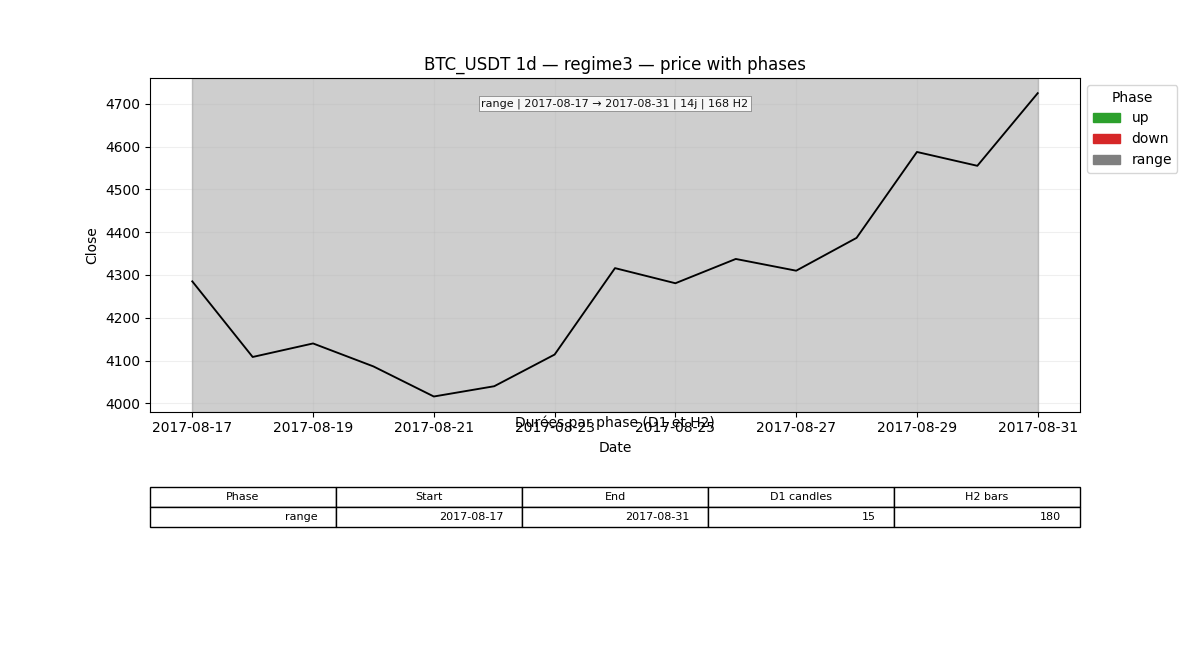 BTC_USDT 1d — regime3 — price with phases
range | 2017-08-17 → 2017-08-31 | 14j | 168 H2
Phase
up
down
range
Close
4700
4600
4500
4400
4300
4200
4100
4000
2017-08-17 2017-08-19 2017-08-21 2017-08-23 2017-08-25 2017-08-27 2017-08-29 2017-08-31
Durées par phase (D1 et H2)
Date
Phase Start End D1 candles H2 bars
range 2017-08-17 2017-08-31 15 180